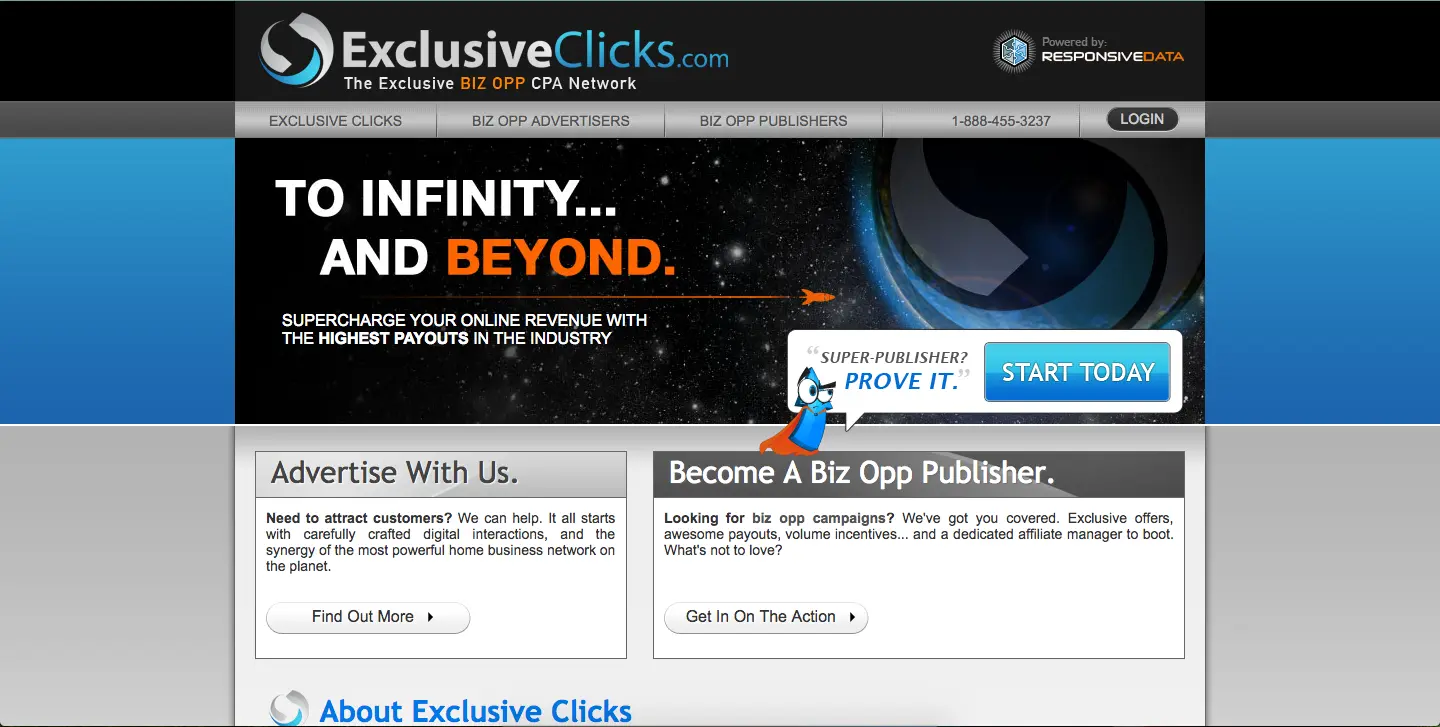 ExclusiveClicks.com
The Exclusive BIZ OPP CPA Network
Powered by:
RESPONSIVEDATA
EXCLUSIVE CLICKS
BIZ OPP ADVERTISERS
BIZ OPP PUBLISHERS
1-888-455-3237
LOGIN
TO INFINITY...
AND BEYOND.
SUPERCHARGE YOUR ONLINE REVENUE WITH
THE HIGHEST PAYOUTS IN THE INDUSTRY
“SUPER-PUBLISHER?
PROVE IT.”
START TODAY
Advertise With Us.
Need to attract customers? We can help. It all starts
with carefully crafted digital interactions, and the
synergy of the most powerful home business network on
the planet.
Find Out More
Become A Biz Opp Publisher.
Looking for biz opp campaigns? We've got you covered. Exclusive offers,
awesome payouts, volume incentives... and a dedicated affiliate manager to boot.
What's not to love?
Get In On The Action
About Exclusive Clicks